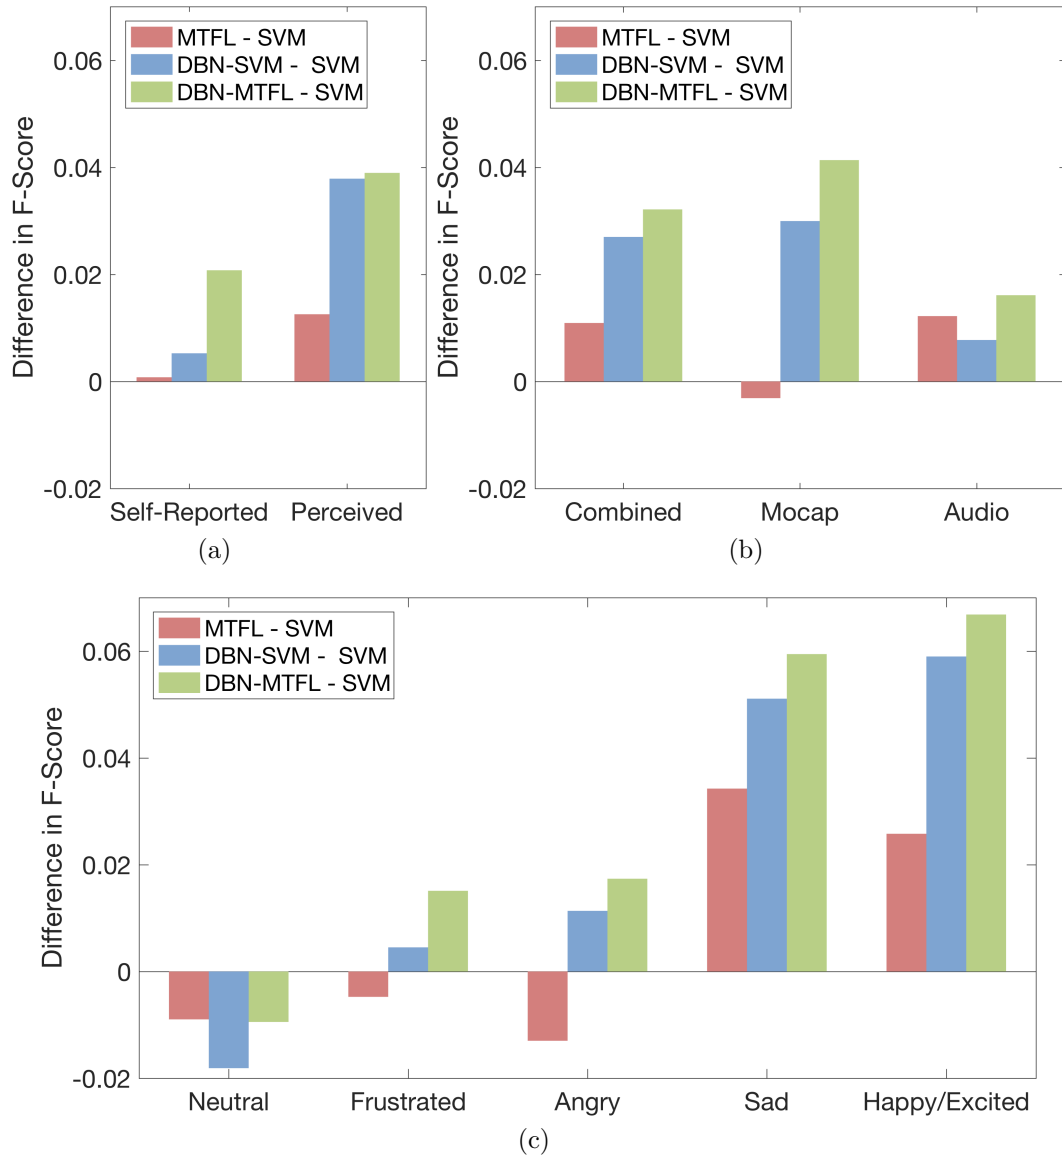 MTFL - SVM
DBN-SVM - SVM
DBN-MTFL - SVM
0.06
0.04
0.02
0
-0.02
Difference in F-Score
Self-Reported
Perceived
(a)
MTFL - SVM
DBN-SVM - SVM
DBN-MTFL - SVM
0.06
0.04
0.02
0
-0.02
Difference in F-Score
Combined
Mocap
Audio
(b)
MTFL - SVM
DBN-SVM - SVM
DBN-MTFL - SVM
0.06
0.04
0.02
0
-0.02
Difference in F-Score
Neutral
Frustrated
Angry
Sad
Happy/Excited
(c)